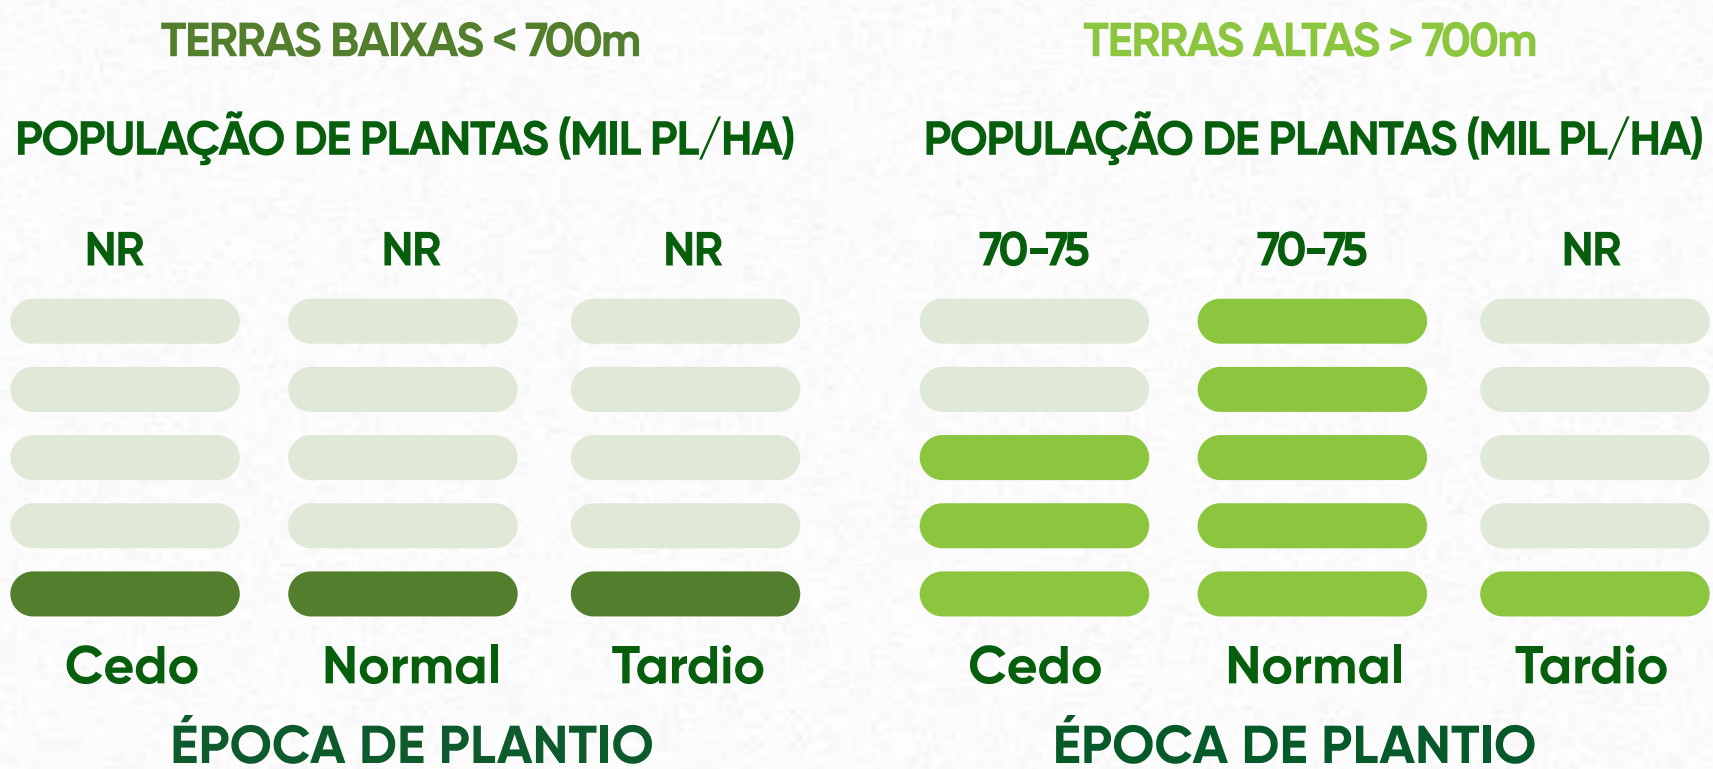 TERRAS BAIXAS < 700m
POPULAÇÃO DE PLANTAS (MIL PL/HA)
NR NR NR
Cedo Normal Tardio
ÉPOCA DE PLANTIO
TERRAS ALTAS > 700m
POPULAÇÃO DE PLANTAS (MIL PL/HA)
70-75 70-75 NR
Cedo Normal Tardio
ÉPOCA DE PLANTIO